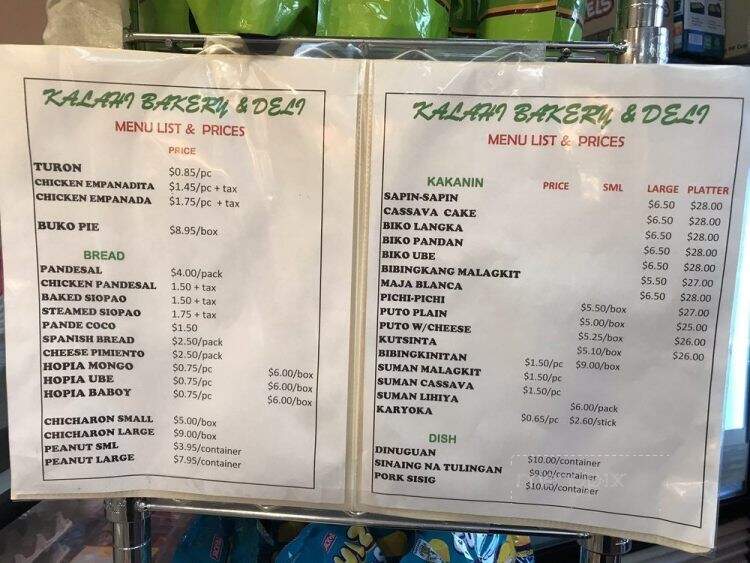 KALAHI BAKERY & DELI
MENU LIST & PRICES
PRICE
TURON $0.85/pc
CHICKEN EMPANADITA $1.45/pc + tax
CHICKEN EMPANADA $1.75/pc + tax
BUKO PIE $8.95/box
BREAD
PANDESAL $4.00/pack
CHICKEN PANDESAL 1.50 + tax
BAKED SIOPAO 1.50 + tax
STEAMED SIOPAO 1.75 + tax
PANDE COCO $1.50
SPANISH BREAD $2.50/pack
CHEESE PIMIENTO $2.50/pack
HOPIA MONGO $0.75/pc $6.00/box
HOPIA UBE $0.75/pc $6.00/box
HOPIA BABOY $0.75/pc $6.00/box
CHICHARON SMALL $5.00/box
CHICHARON LARGE $9.00/box
PEANUT SML $3.95/container
PEANUT LARGE $7.95/container
KALAHI BAKERY & DELI
MENU LIST & PRICES
KAKANIN PRICE SML LARGE PLATTER
SAPIN-SAPIN $6.50 $28.00
CASSAVA CAKE $6.50 $28.00
BIKO LANGKA $6.50 $28.00
BIKO PANDAN $6.50 $28.00
BIKO UBE $6.50 $28.00
BIBINGKANG MALAGKIT $5.50 $27.00
MAJA BLANCA $6.50 $28.00
PICHI-PICHI $5.50/box $27.00
PUTO PLAIN $5.00/box $25.00
PUTO W/CHEESE $5.25/box $26.00
KUTSINTA $5.10/box $26.00
BIBINGKINITAN $1.50/pc $9.00/box
SUMAN MALAGKIT $1.50/pc
SUMAN CASSAVA $1.50/pc
SUMAN LIHIYA $6.00/pack
KARYOKA $0.65/pc $2.60/stick
DISH
DINUGUAN $10.00/container
SINAING NA TULINGAN $9.00/container
PORK SISIG $10.00/container